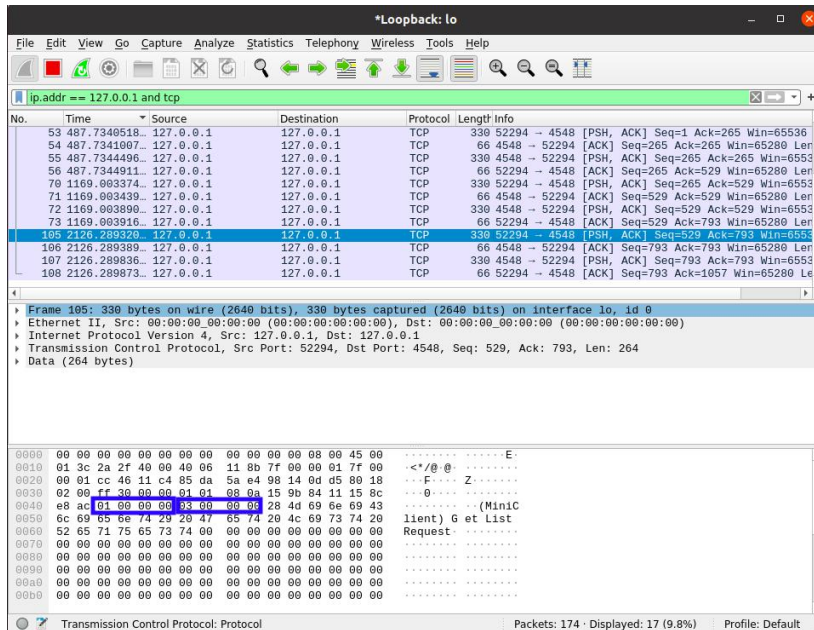 *Loopback: lo
File Edit View Go Capture Analyze Statistics Telephony Wireless Tools Help
ip.addr == 127.0.0.1 and tcp
No. Time Source Destination Protocol Length Info
53 487.7340518… 127.0.0.1 127.0.0.1 TCP 330 52294 → 4548 [PSH, ACK] Seq=1 Ack=265 Win=65536
54 487.7341007… 127.0.0.1 127.0.0.1 TCP 66 4548 → 52294 [ACK] Seq=265 Ack=265 Win=65280 Len
55 487.7344496… 127.0.0.1 127.0.0.1 TCP 330 4548 → 52294 [PSH, ACK] Seq=265 Ack=265 Win=6553
56 487.7344911… 127.0.0.1 127.0.0.1 TCP 66 52294 → 4548 [ACK] Seq=265 Ack=529 Win=65280 Len
70 1169.003374… 127.0.0.1 127.0.0.1 TCP 330 52294 → 4548 [PSH, ACK] Seq=265 Ack=529 Win=6553
71 1169.003439… 127.0.0.1 127.0.0.1 TCP 66 4548 → 52294 [ACK] Seq=529 Ack=529 Win=65280 Len
72 1169.003890… 127.0.0.1 127.0.0.1 TCP 330 4548 → 52294 [PSH, ACK] Seq=529 Ack=529 Win=6553
73 1169.003916… 127.0.0.1 127.0.0.1 TCP 66 52294 → 4548 [ACK] Seq=529 Ack=793 Win=65280 Len
105 2126.289320… 127.0.0.1 127.0.0.1 TCP 330 52294 → 4548 [PSH, ACK] Seq=529 Ack=793 Win=6553
106 2126.289389… 127.0.0.1 127.0.0.1 TCP 66 4548 → 52294 [ACK] Seq=793 Ack=793 Win=65280 Len
107 2126.289836… 127.0.0.1 127.0.0.1 TCP 330 4548 → 52294 [PSH, ACK] Seq=793 Ack=793 Win=6553
108 2126.289873… 127.0.0.1 127.0.0.1 TCP 66 52294 → 4548 [ACK] Seq=793 Ack=1057 Win=65280 Le
Frame 105: 330 bytes on wire (2640 bits), 330 bytes captured (2640 bits) on interface lo, id 0
Ethernet II, Src: 00:00:00_00:00:00 (00:00:00:00:00:00), Dst: 00:00:00_00:00:00 (00:00:00:00:00:00)
Internet Protocol Version 4, Src: 127.0.0.1, Dst: 127.0.0.1
Transmission Control Protocol, Src Port: 52294, Dst Port: 4548, Seq: 529, Ack: 793, Len: 264
Data (264 bytes)
0000 00 00 00 00 00 00 00 00 00 00 00 00 08 00 45 00 ········ ······E·
0010 01 3c 2a 2f 40 00 40 06 11 8b 7f 00 00 01 7f 00 ·<*/@·@· ········
0020 00 01 cc 46 11 c4 85 da 5a e4 98 14 0d d5 80 18 ···F···· Z·······
0030 02 00 ff 30 00 00 01 01 08 0a 15 9b 84 11 15 8c ···0···· ········
0040 e8 ac 01 00 00 00 03 00 00 00 28 4d 69 6e 69 43 ········ ··(MiniC
0050 6c 69 65 6e 74 29 20 47 65 74 20 4c 69 73 74 20 lient) G et List
0060 52 65 71 75 65 73 74 00 00 00 00 00 00 00 00 00 Request· ········
0070 00 00 00 00 00 00 00 00 00 00 00 00 00 00 00 00 ········ ········
0080 00 00 00 00 00 00 00 00 00 00 00 00 00 00 00 00 ········ ········
0090 00 00 00 00 00 00 00 00 00 00 00 00 00 00 00 00 ········ ········
00a0 00 00 00 00 00 00 00 00 00 00 00 00 00 00 00 00 ········ ········
00b0 00 00 00 00 00 00 00 00 00 00 00 00 00 00 00 00 ········ ········
Transmission Control Protocol: Protocol Packets: 174 · Displayed: 17 (9.8%) Profile: Default